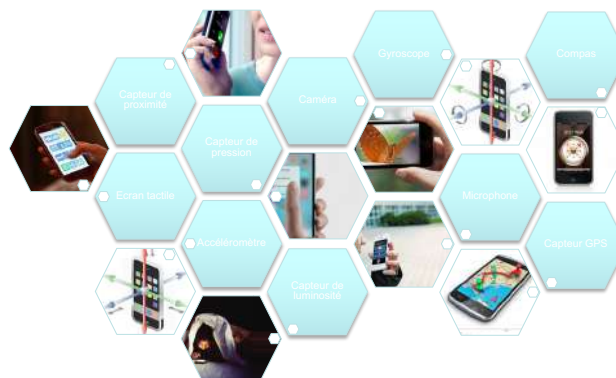 Gyroscope
Compas
Capteur de
proximité
Caméra
Capteur de
pression
Ecran tactile
Microphone
Accéléromètre
Capteur GPS
Capteur de
luminosité